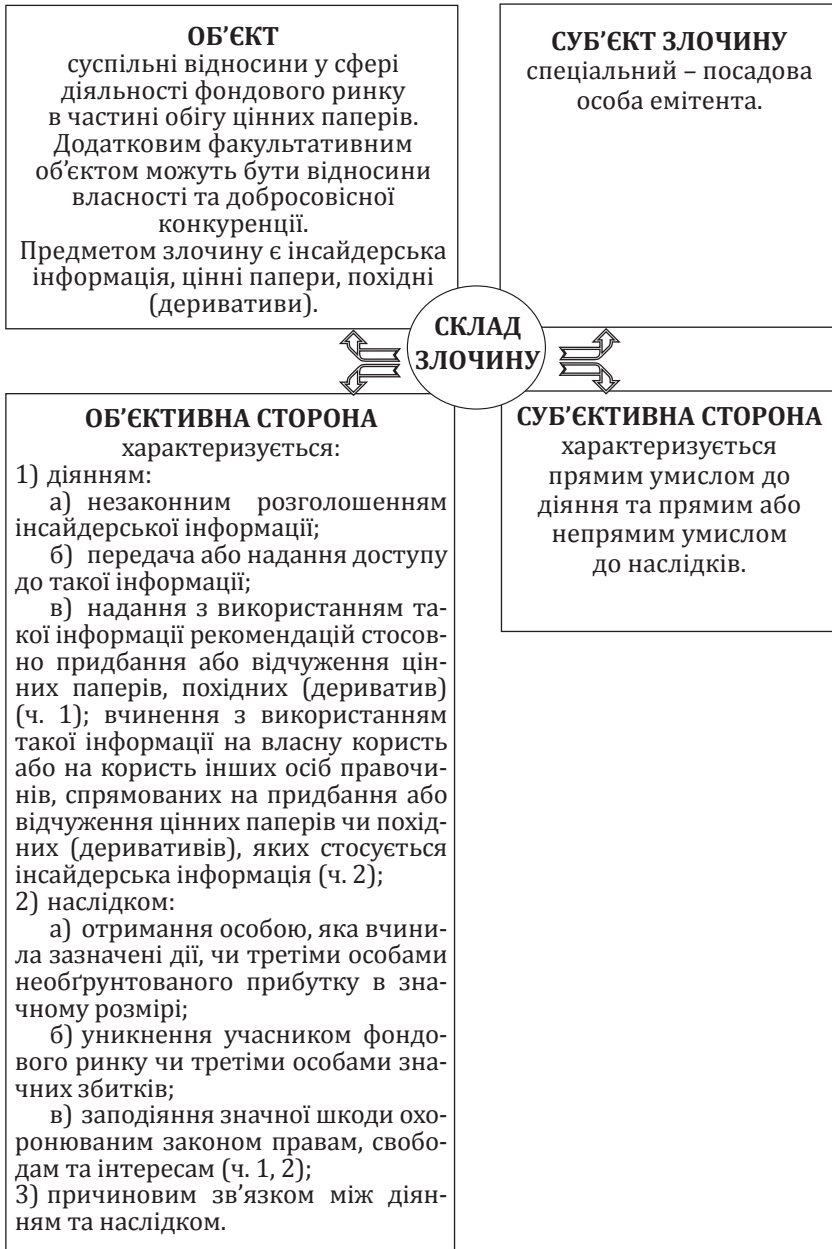 ОБ’ЄКТ
суспільні відносини у сфері
діяльності фондового ринку
в частині обігу цінних паперів.
Додатковим факультативним
об’єктом можуть бути відносини
власності та добросовісної
конкуренції.
Предметом злочину є інсайдерська
інформація, цінні папери, похідні
(деривативи).
СУБ’ЄКТ ЗЛОЧИНУ
спеціальний – посадова
особа емітента.
СКЛАД
ЗЛОЧИНУ
ОБ’ЄКТИВНА СТОРОНА
характеризується:
1) діянням:
а) незаконним розголошенням
інсайдерської інформації;
б) передача або надання доступу
до такої інформації;
в) надання з використанням та-
кої інформації рекомендацій стосов-
но придбання або відчуження цін-
них паперів, похідних (дериватив)
(ч. 1); вчинення з використанням
такої інформації на власну користь
або на користь інших осіб правочи-
нів, спрямованих на придбання або
відчуження цінних паперів чи похід-
них (деривативів), яких стосується
інсайдерська інформація (ч. 2);
2) наслідком:
а) отримання особою, яка вчини-
ла зазначені дії, чи третіми особами
необґрунтованого прибутку в зна-
чному розмірі;
б) уникнення учасником фондо-
вого ринку чи третіми особами зна-
чних збитків;
в) заподіяння значної шкоди охо-
ронюваним законом правам, свобо-
дам та інтересам (ч. 1, 2);
3) причиновим зв’язком між діян-
ням та наслідком.
СУБ’ЄКТИВНА СТОРОНА
характеризується
прямим умислом до
діяння та прямим або
непрямим умислом
до наслідків.